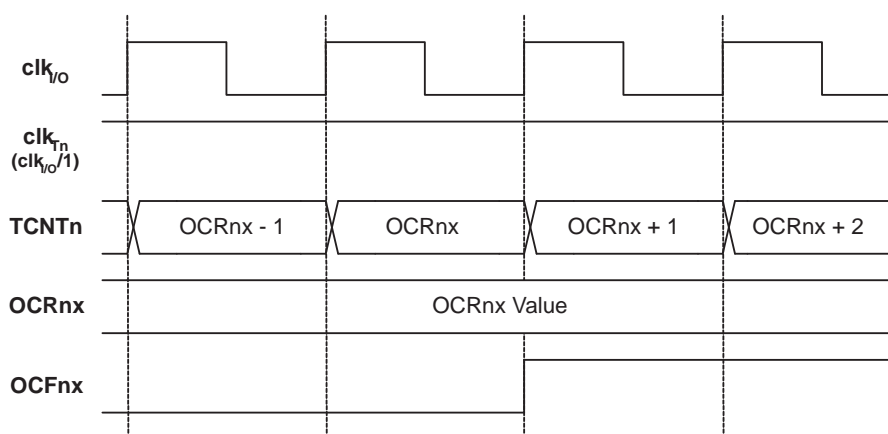 clkI/O
clkTn
(clkI/O/1)
TCNTn
OCRnx - 1
OCRnx
OCRnx + 1
OCRnx + 2
OCRnx
OCRnx Value
OCFnx